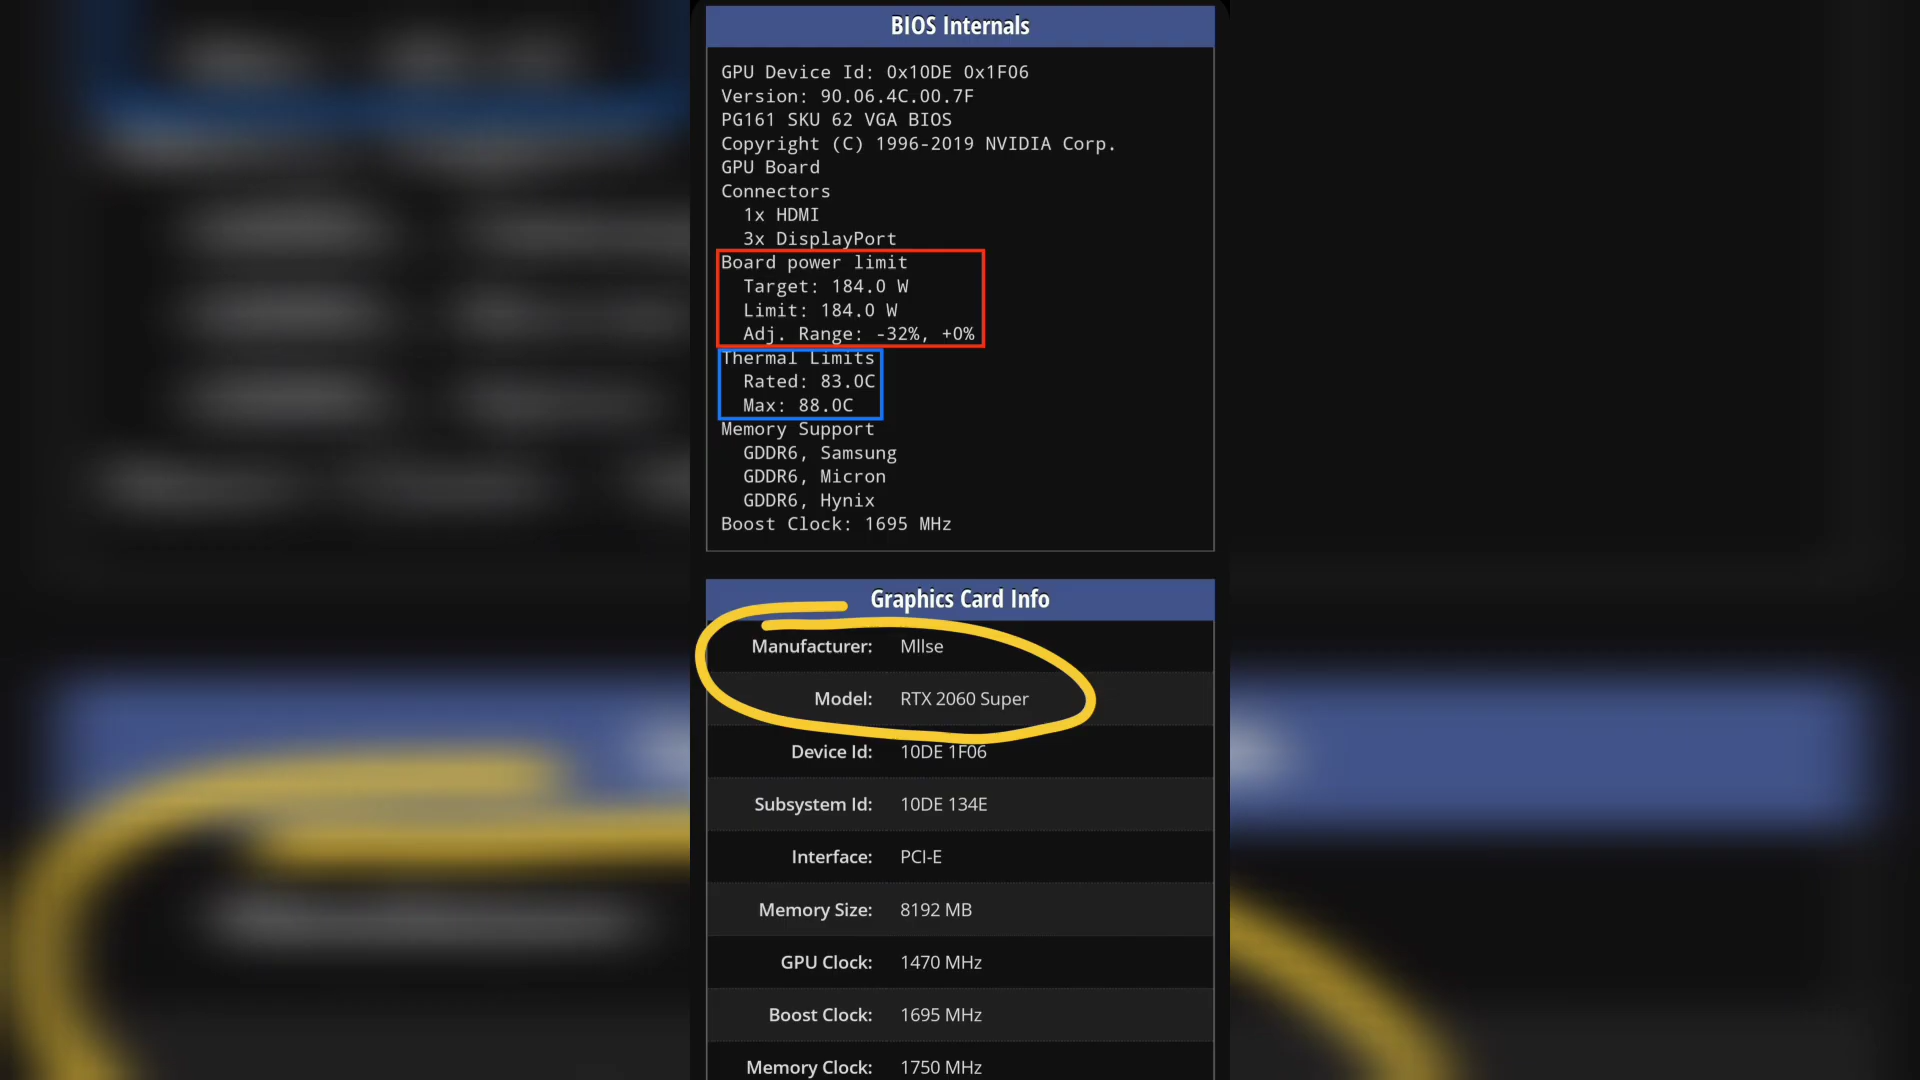 BIOS Internals
GPU Device Id: 0x10DE 0x1F06
Version: 90.06.4C.00.7F
PG161 SKU 62 VGA BIOS
Copyright (C) 1996-2019 NVIDIA Corp.
GPU Board
Connectors
1x HDMI
3x DisplayPort
Board power limit
Target: 184.0 W
Limit: 184.0 W
Adj. Range: -32%, +0%
Thermal Limits
Rated: 83.0C
Max: 88.0C
Memory Support
GDDR6, Samsung
GDDR6, Micron
GDDR6, Hynix
Boost Clock: 1695 MHz
Graphics Card Info
Manufacturer: Mllse
Model: RTX 2060 Super
Device Id: 10DE 1F06
Subsystem Id: 10DE 134E
Interface: PCI-E
Memory Size: 8192 MB
GPU Clock: 1470 MHz
Boost Clock: 1695 MHz
Memory Clock: 1750 MHz